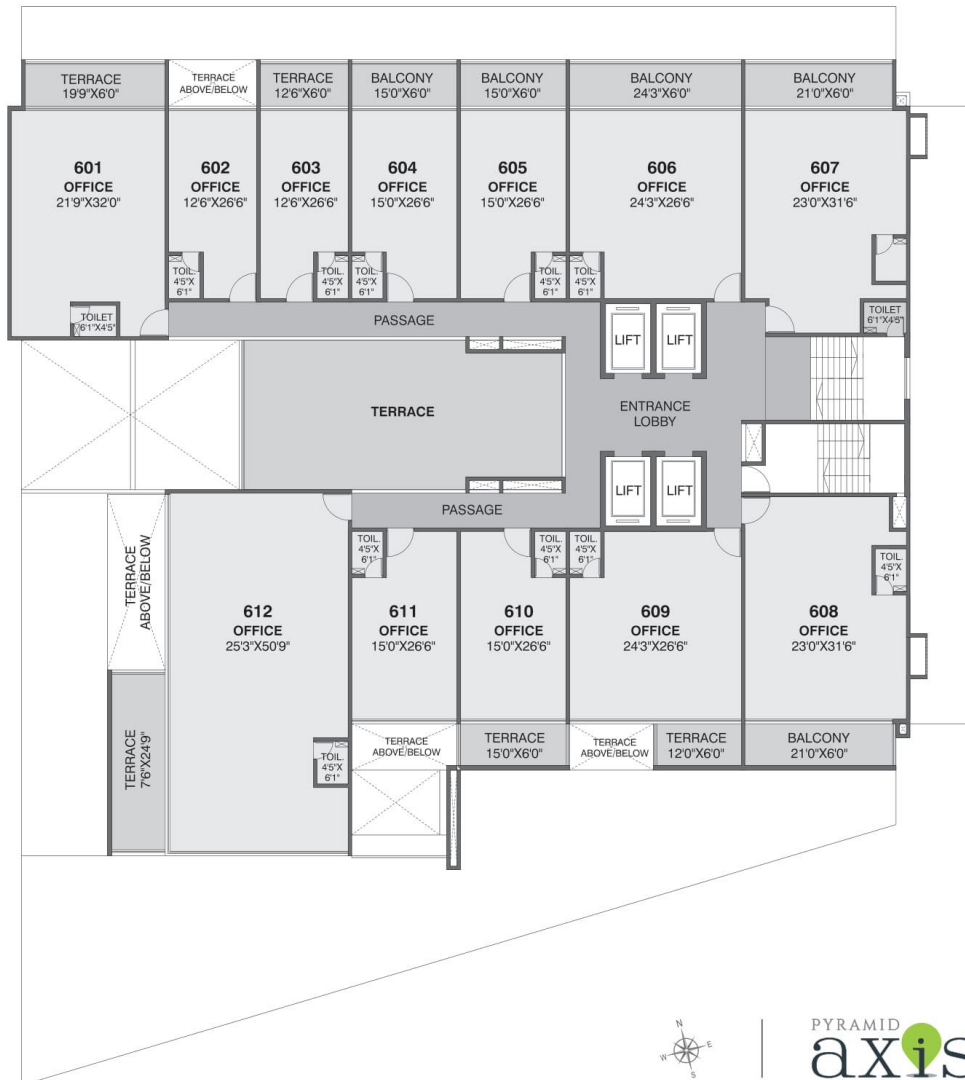 TERRACE
19'9"X6'0"
TERRACE
ABOVE/BELOW
TERRACE
12'6"X6'0"
BALCONY
15'0"X6'0"
BALCONY
15'0"X6'0"
BALCONY
24'3"X6'0"
BALCONY
21'0"X6'0"
601
OFFICE
21'9"X32'0"
602
OFFICE
12'6"X26'6"
603
OFFICE
12'6"X26'6"
604
OFFICE
15'0"X26'6"
605
OFFICE
15'0"X26'6"
606
OFFICE
24'3"X26'6"
607
OFFICE
23'0"X31'6"
TOIL.
4'5"X
6'1"
TOIL.
4'5"X
6'1"
TOIL.
4'5"X
6'1"
TOIL.
4'5"X
6'1"
TOIL.
4'5"X
6'1"
TOILET
6'1"X4'5"
TOILET
6'1"X4'5"
PASSAGE
LIFT
LIFT
TERRACE
ENTRANCE
LOBBY
LIFT
LIFT
PASSAGE
TERRACE
ABOVE/BELOW
TOIL.
4'5"X
6'1"
TOIL.
4'5"X
6'1"
TOIL.
4'5"X
6'1"
TOIL.
4'5"X
6'1"
612
OFFICE
25'3"X50'9"
611
OFFICE
15'0"X26'6"
610
OFFICE
15'0"X26'6"
609
OFFICE
24'3"X26'6"
608
OFFICE
23'0"X31'6"
TERRACE
7'6"X24'9"
TOIL.
4'5"X
6'1"
TERRACE
ABOVE/BELOW
TERRACE
15'0"X6'0"
TERRACE
ABOVE/BELOW
TERRACE
12'0"X6'0"
BALCONY
21'0"X6'0"
N
W E
S
PYRAMID
axis